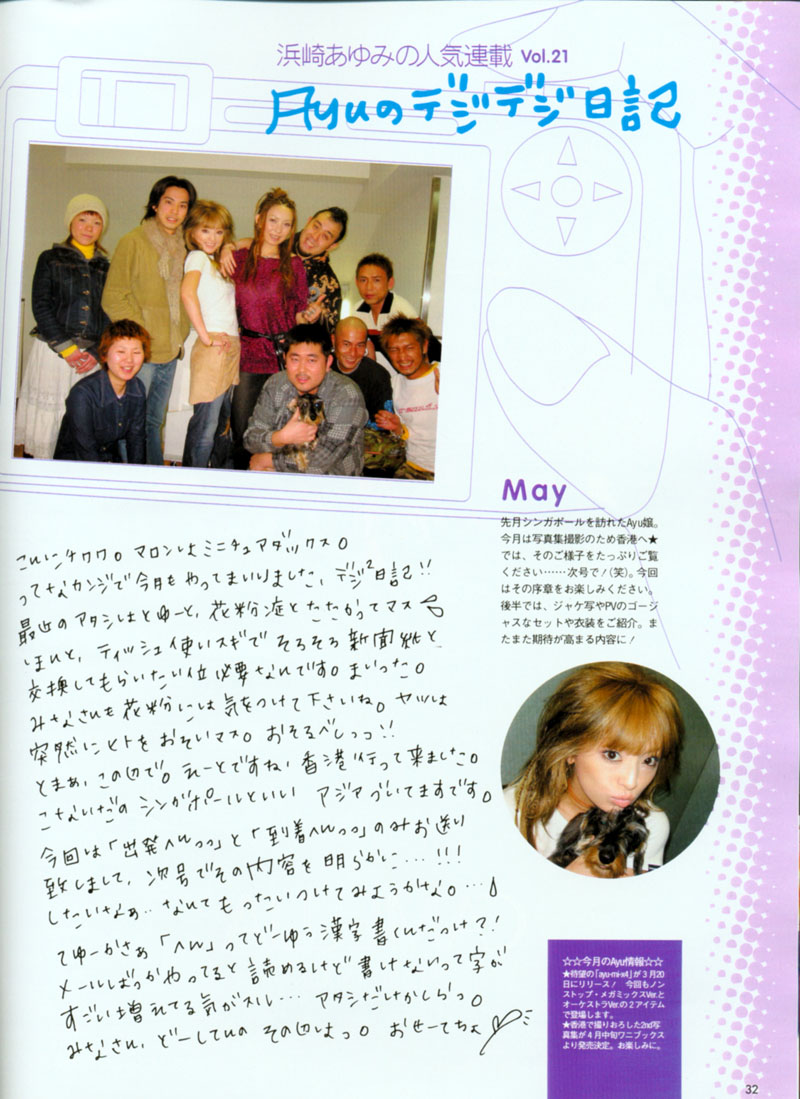 浜崎あゆみの人気連載 Vol.21
Ayuのデジデジ日記
May
先月シンガポールを訪れたAyu嬢。
今月は写真集撮影のため香港へ★
では、そのご様子をたっぷりご覧
ください……次号で!(笑)。今回
はその序章をお楽しみください。
後半では、ジャケ写やPVのゴージ
ャスなセットや衣装をご紹介。ま
たまた期待が高まる内容に!
こんにチワワ。マロンはミニチュアダックス。
ってなカンジで今月もやってまいりました、デジ²日記!!
最近のアタシはとゆーと、花粉症とたたかってマス
ほんと、ティッシュ使いスギで そろそろ新聞紙と
交換してもらいたい位必要なんです。まいった。
みなさんも花粉には気をつけて下さいね。ヤツは
突然にヒトをおそいマス。おそるべしっっ!!
とまぁ、この辺で。えーとですね、香港行って来ました。
こないだの シンガポールといい アジアづいてますです。
今回は「出発へんっっ」と「到着へんっっ」のみお送り
致しまして、次号でその内容を明らかに…!!!
したいなぁ…なんてもったいつけてみようかな。…♪
てゆーかさぁ「へん」ってどーゆう漢字書くんだっけ?!
メールばっかやってると 読めるけど書けないって字が
すごい増えてる気がスル… アタシだけかしらっ。
みなさん、どーしてんの その辺はっ。 おせーてちょ
☆☆今月のAyu情報☆☆
★待望の「ayu-mi-x4」が3月20
日にリリース! 今回もノン
ストップ・メガミックスVer.と
オーケストラVer.の2アイテム
で登場します。
★香港で撮りおろした2nd写
真集が4月中旬ワニブックス
より発売決定。お楽しみに。
32